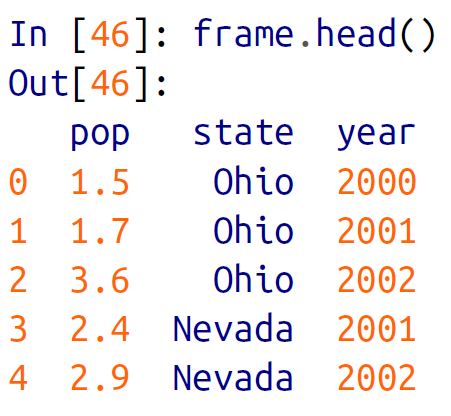 In [46]: frame.head()
Out[46]:
   pop   state  year
0  1.5    Ohio  2000
1  1.7    Ohio  2001
2  3.6    Ohio  2002
3  2.4  Nevada  2001
4  2.9  Nevada  2002